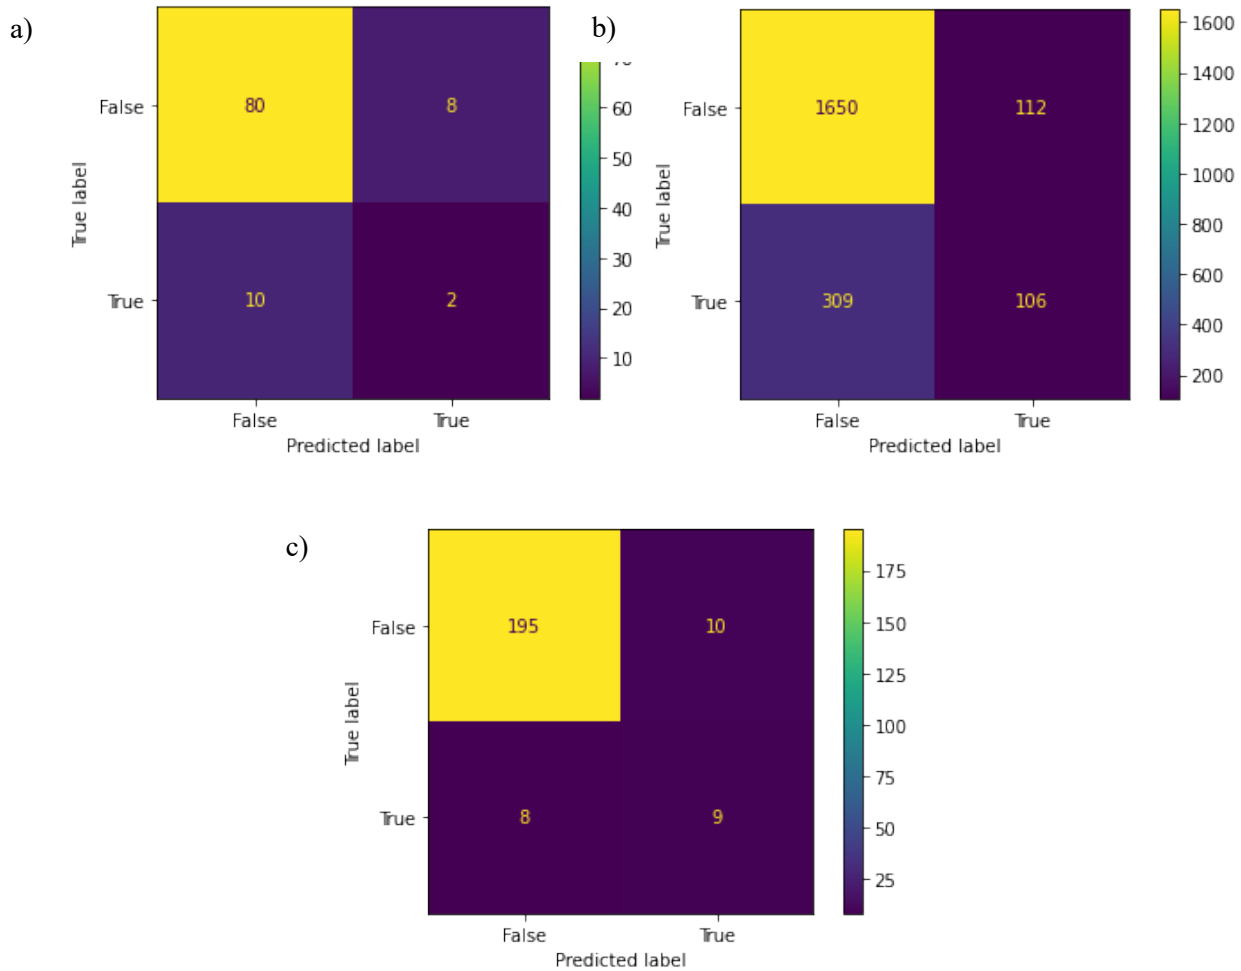 a)
False
True
True label
80
8
10
2
False
True
Predicted label
70
60
50
40
30
20
10
b)
False
True
True label
1650
112
309
106
False
True
Predicted label
1600
1400
1200
1000
800
600
400
200
c)
False
True
True label
195
10
8
9
False
True
Predicted label
175
150
125
100
75
50
25